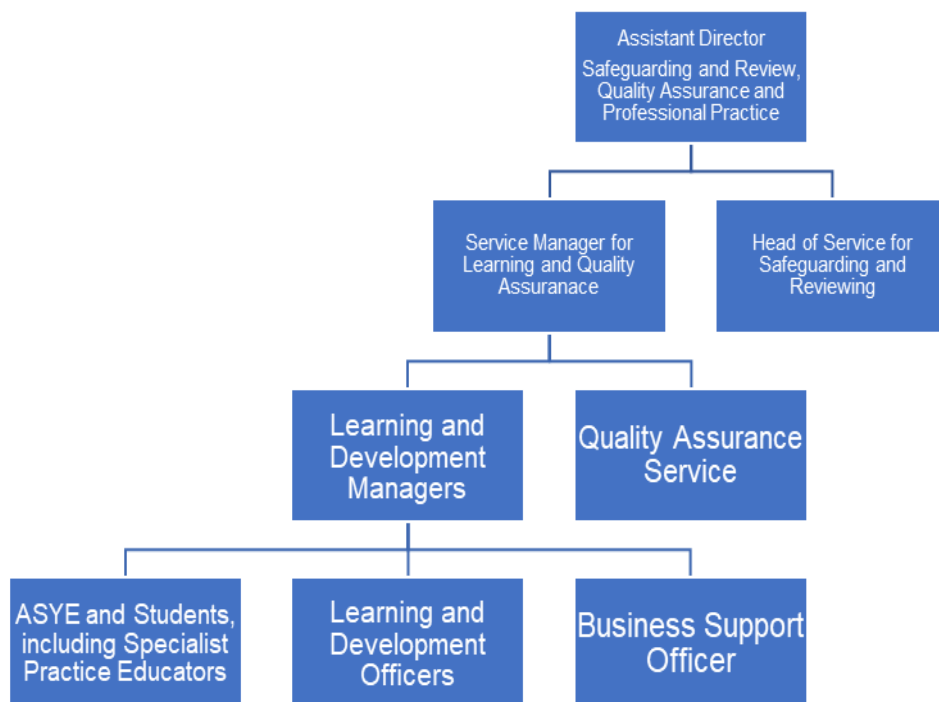 Assistant Director
Safeguarding and Review,
Quality Assurance and
Professional Practice
Service Manager for
Learning and Quality
Assuranace
Head of Service for
Safeguarding and
Reviewing
Learning and
Development
Managers
Quality Assurance
Service
ASYE and Students,
including Specialist
Practice Educators
Learning and
Development
Officers
Business Support
Officer